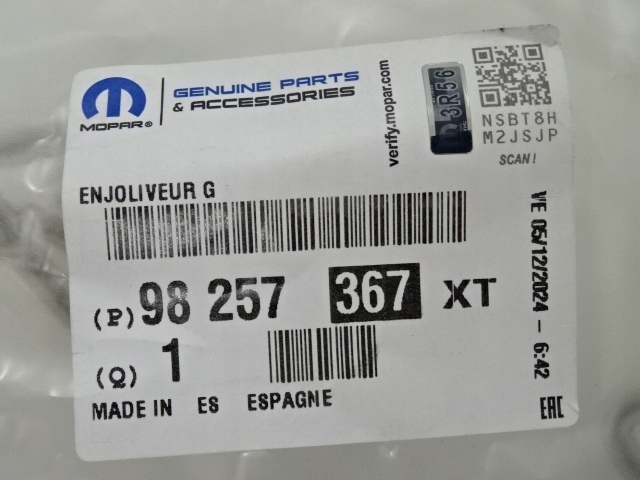 MOPAR®
GENUINE PARTS
& ACCESSORIES
verify.mopar.com
3R56
NSBT8H
M2JSJP
SCAN!
ENJOLIVEUR G
(P) 98 257 367 XT
(Q) 1
MADE IN ES ESPAGNE
VE 05/12/2024 - 6:42
EAC